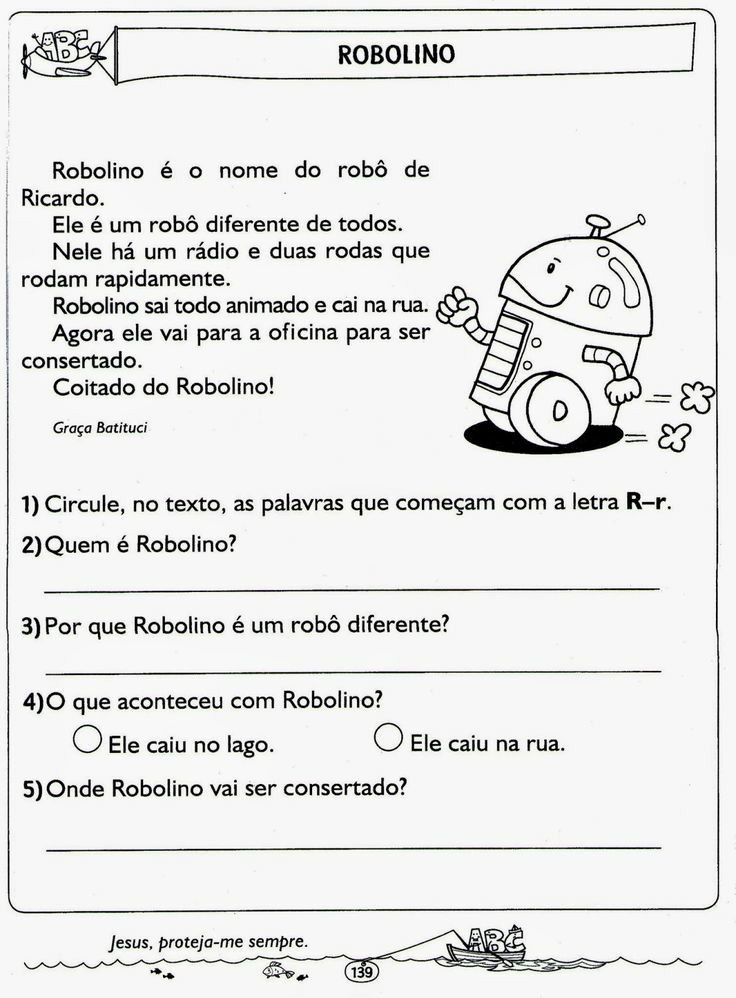 ABC
ROBOLINO
Robolino é o nome do robô de
Ricardo.
Ele é um robô diferente de todos.
Nele há um rádio e duas rodas que
rodam rapidamente.
Robolino sai todo animado e cai na rua.
Agora ele vai para a oficina para ser
consertado.
Coitado do Robolino!
Graça Batituci
1) Circule, no texto, as palavras que começam com a letra R–r.
2) Quem é Robolino?
3) Por que Robolino é um robô diferente?
4) O que aconteceu com Robolino?
Ele caiu no lago. Ele caiu na rua.
5) Onde Robolino vai ser consertado?
Jesus, proteja-me sempre.
ABC
139